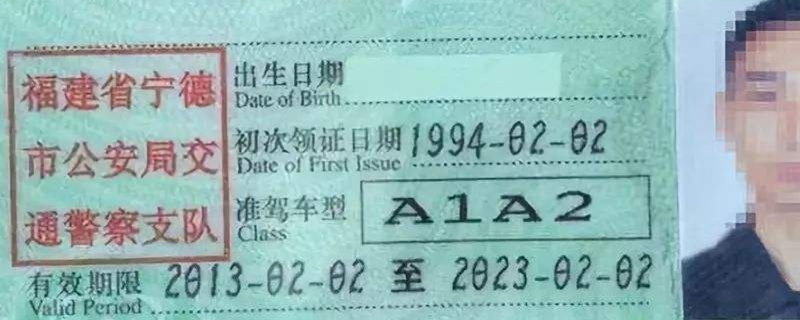 福建省宁德
市公安局交
通警察支队
出生日期
Date of Birth
初次领证日期 1994-02-02
Date of First Issue
准驾车型 A1A2
Class
有效期限 2013-02-02 至 2023-02-02
Valid Period